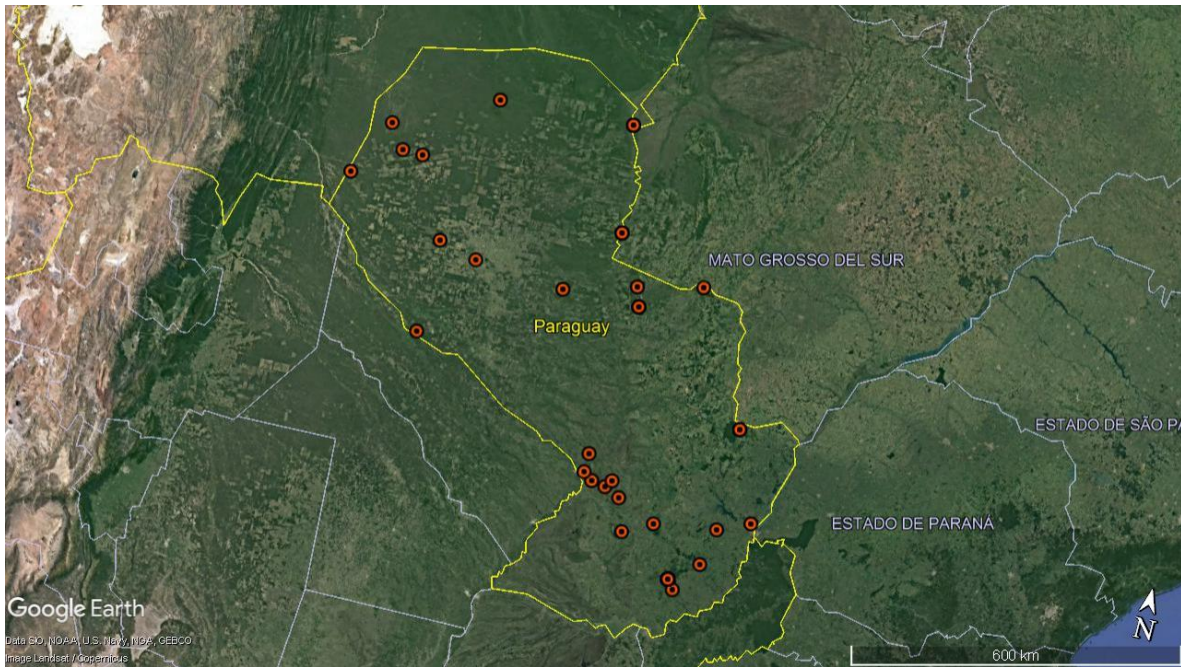 MATO GROSSO DEL SUR
Paraguay
ESTADO DE SÃO PA
ESTADO DE PARANÁ
Google Earth
Data SIO, NOAA, U.S. Navy, NGA, GEBCO
Image Landsat / Copernicus
N
600 km